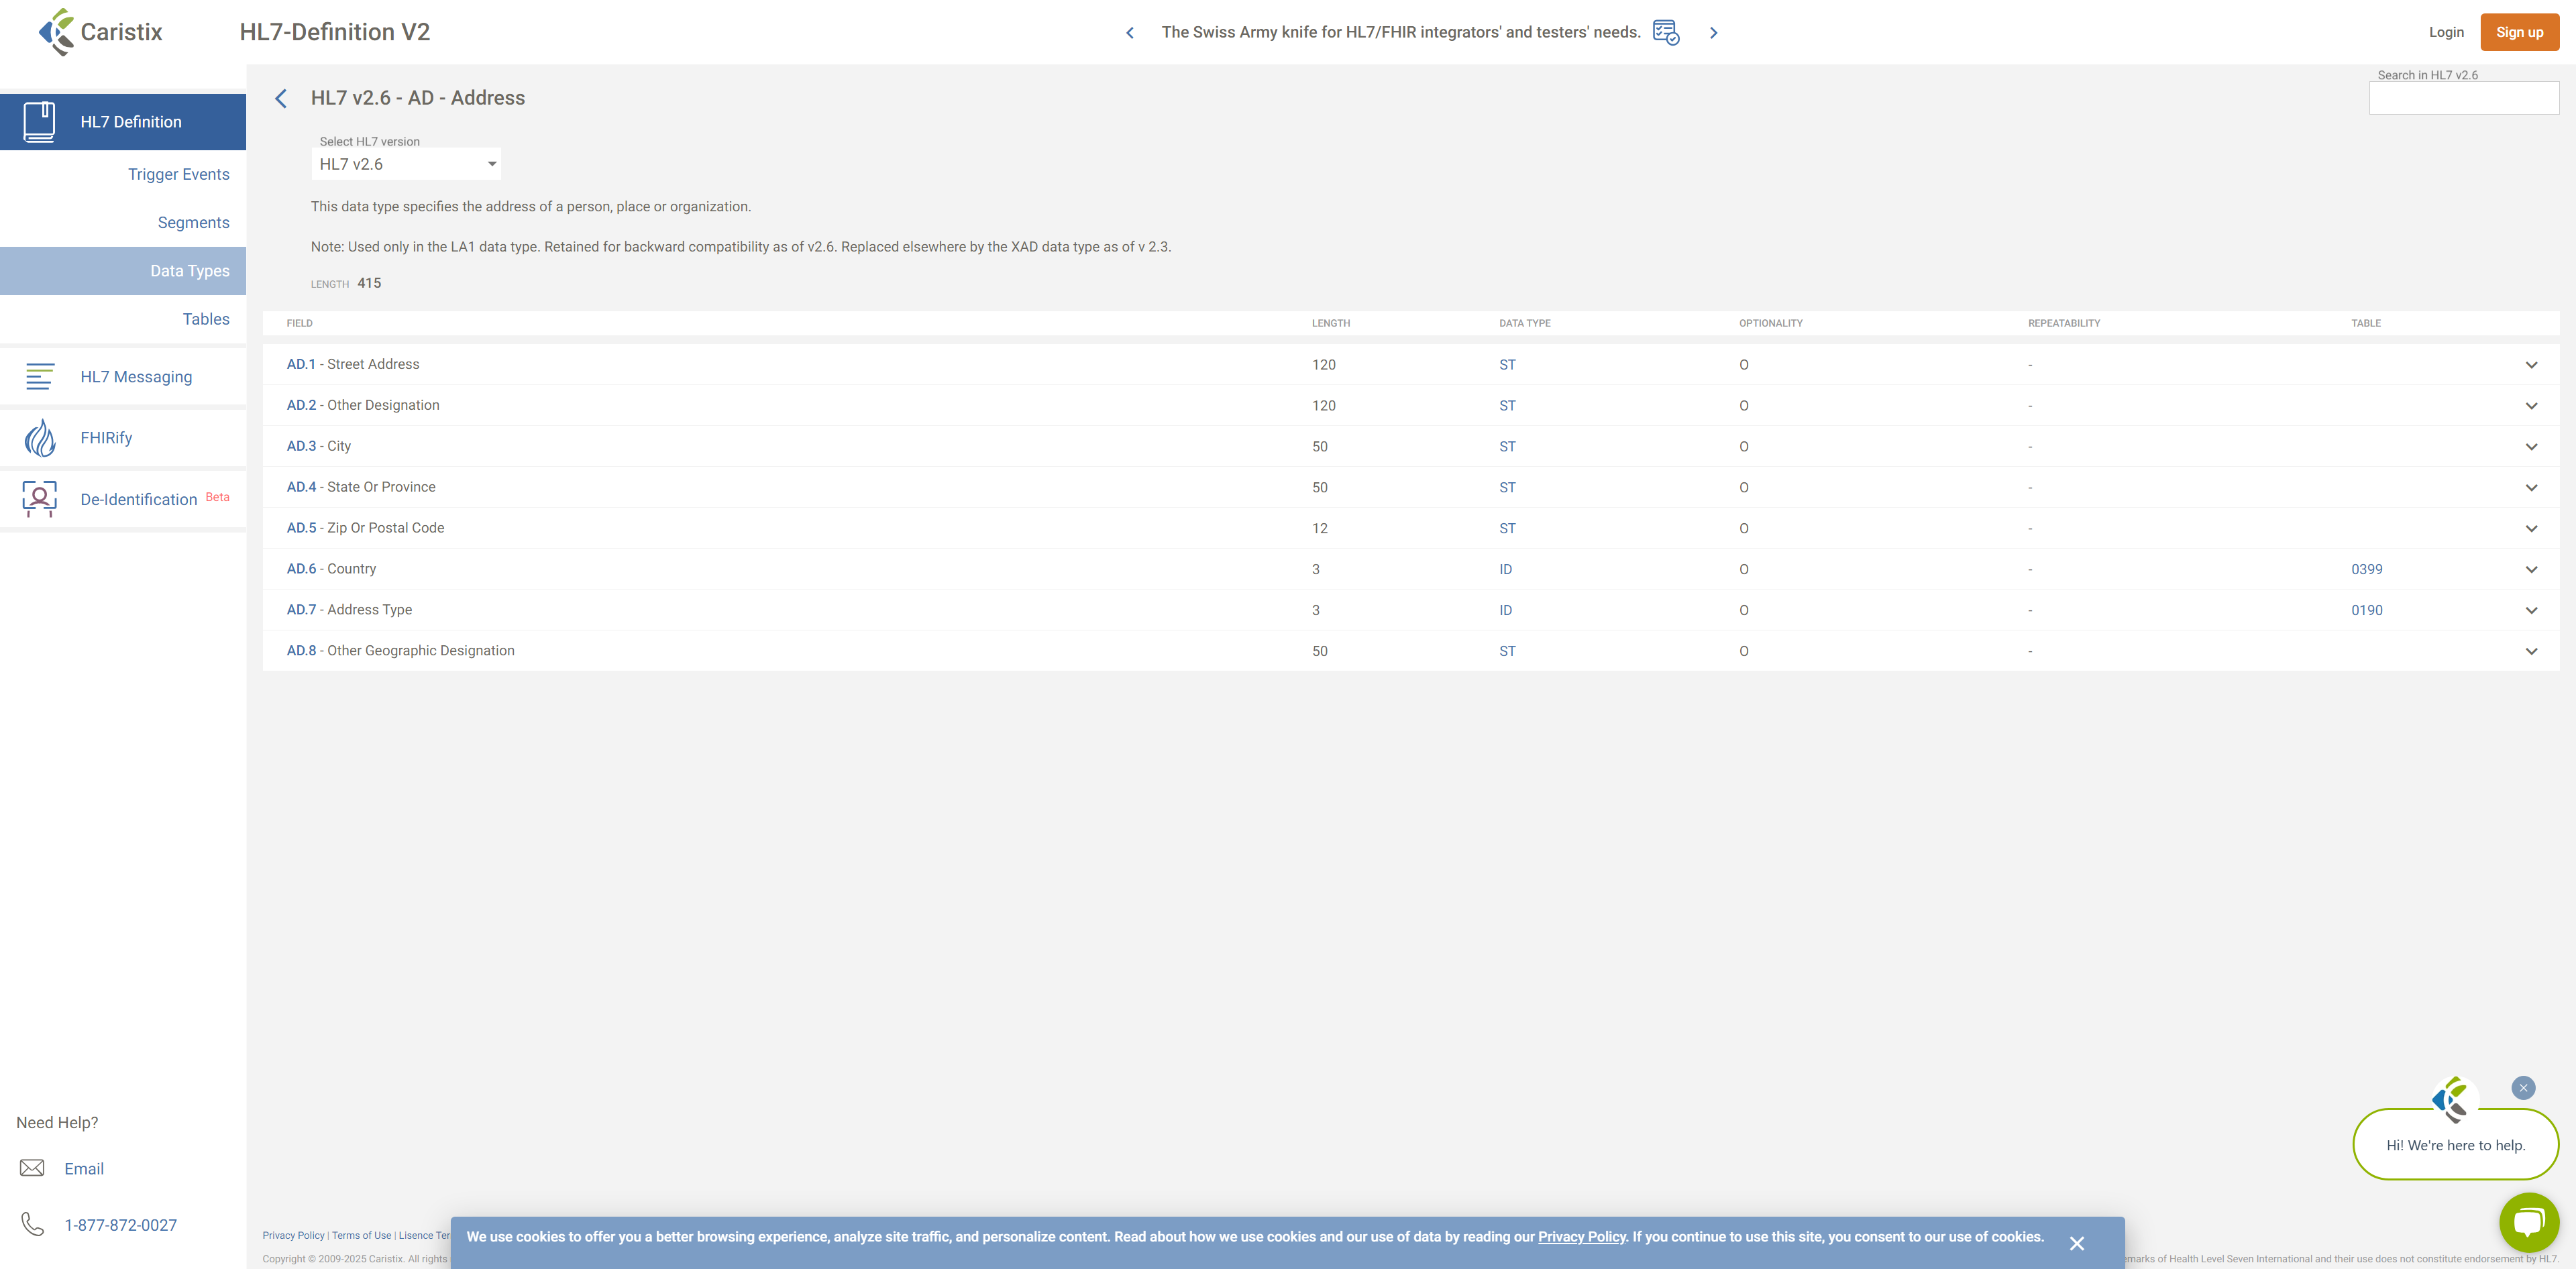 Caristix
HL7-Definition V2
The Swiss Army knife for HL7/FHIR integrators' and testers' needs.
Login
Sign up
HL7 Definition
Trigger Events
Segments
Data Types
Tables
HL7 Messaging
FHIRify
De-Identification Beta
HL7 v2.6 - AD - Address
Search in HL7 v2.6
Select HL7 version
HL7 v2.6
This data type specifies the address of a person, place or organization.
Note: Used only in the LA1 data type. Retained for backward compatibility as of v2.6. Replaced elsewhere by the XAD data type as of v 2.3.
LENGTH 415
FIELD LENGTH DATA TYPE OPTIONALITY REPEATABILITY TABLE
AD.1 - Street Address 120 ST O -
AD.2 - Other Designation 120 ST O -
AD.3 - City 50 ST O -
AD.4 - State Or Province 50 ST O -
AD.5 - Zip Or Postal Code 12 ST O -
AD.6 - Country 3 ID O - 0399
AD.7 - Address Type 3 ID O - 0190
AD.8 - Other Geographic Designation 50 ST O -
Need Help?
Email
1-877-872-0027
Hi! We're here to help.
Privacy Policy | Terms of Use | Lisence Ter
We use cookies to offer you a better browsing experience, analyze site traffic, and personalize content. Read about how we use cookies and our use of data by reading our Privacy Policy. If you continue to use this site, you consent to our use of cookies.
Copyright © 2009-2025 Caristix. All rights
emarks of Health Level Seven International and their use does not constitute endorsement by HL7.